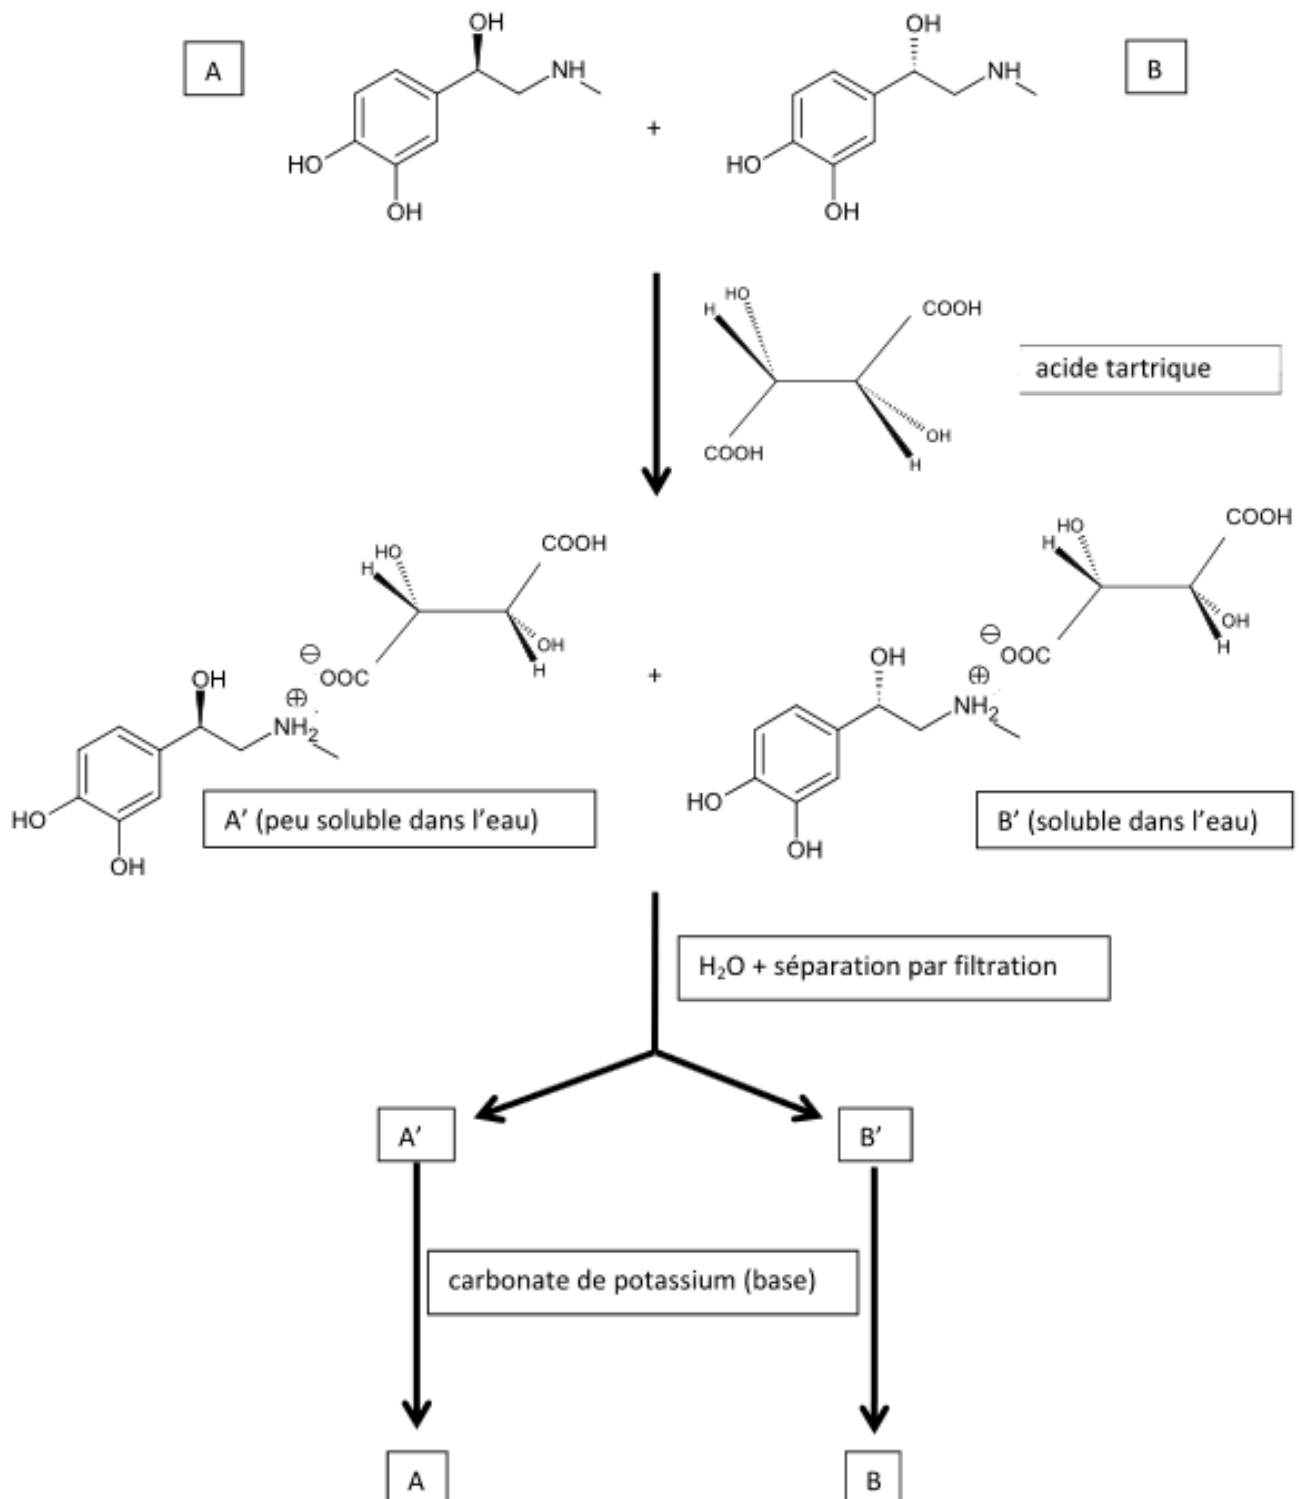 A
OH
NH
HO
OH
+
OH
NH
HO
OH
B
HO
H
COOH
COOH
OH
H
acide tartrique
HO
H
COOH
OH
H
⊖
OOC
⊕
OH
NH₂
HO
OH
A' (peu soluble dans l'eau)
+
HO
H
COOH
OH
H
⊖
OOC
⊕
OH
NH₂
HO
OH
B' (soluble dans l'eau)
H₂O + séparation par filtration
A'
B'
carbonate de potassium (base)
A
B